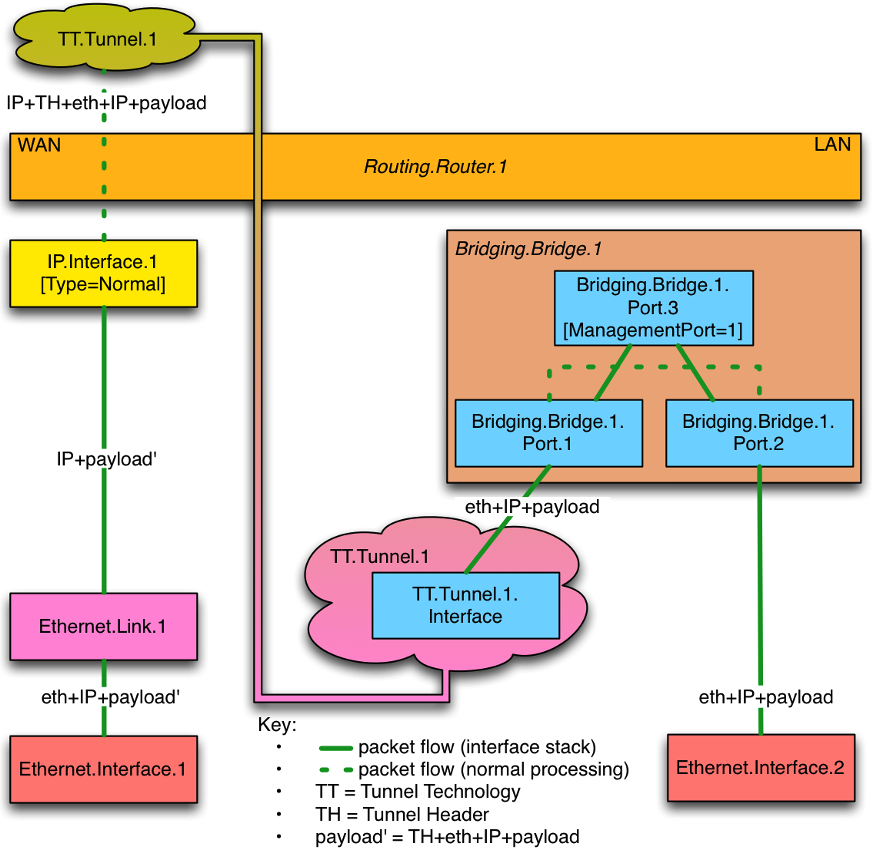 TT.Tunnel.1
IP+TH+eth+IP+payload
WAN
LAN
Routing.Router.1
IP.Interface.1
[Type=Normal]
Bridging.Bridge.1
Bridging.Bridge.1.
Port.3
[ManagementPort=1]
Bridging.Bridge.1.
Port.1
Bridging.Bridge.1.
Port.2
IP+payload'
eth+IP+payload
TT.Tunnel.1
TT.Tunnel.1.
Interface
Ethernet.Link.1
eth+IP+payload'
eth+IP+payload
Ethernet.Interface.1
Ethernet.Interface.2
Key:
• packet flow (interface stack)
• packet flow (normal processing)
• TT = Tunnel Technology
• TH = Tunnel Header
• payload' = TH+eth+IP+payload